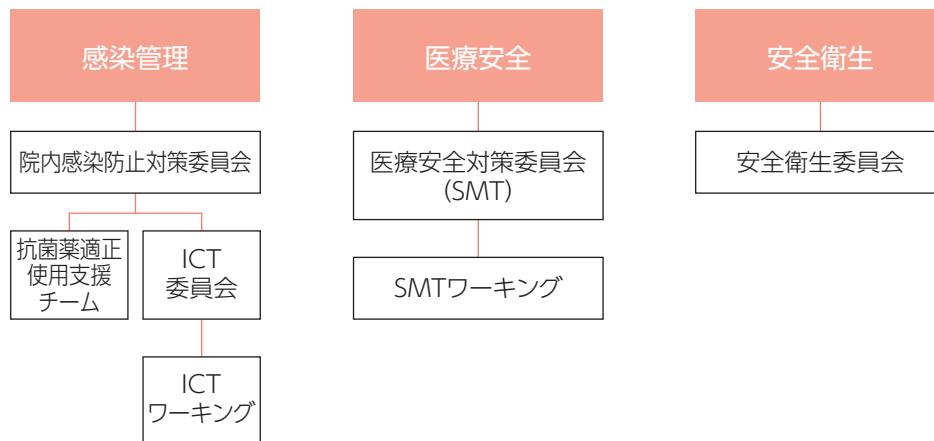 感染管理
医療安全
安全衛生
院内感染防止対策委員会
医療安全対策委員会
(SMT)
安全衛生委員会
抗菌薬適正
使用支援
チーム
ICT
委員会
SMTワーキング
ICT
ワーキング